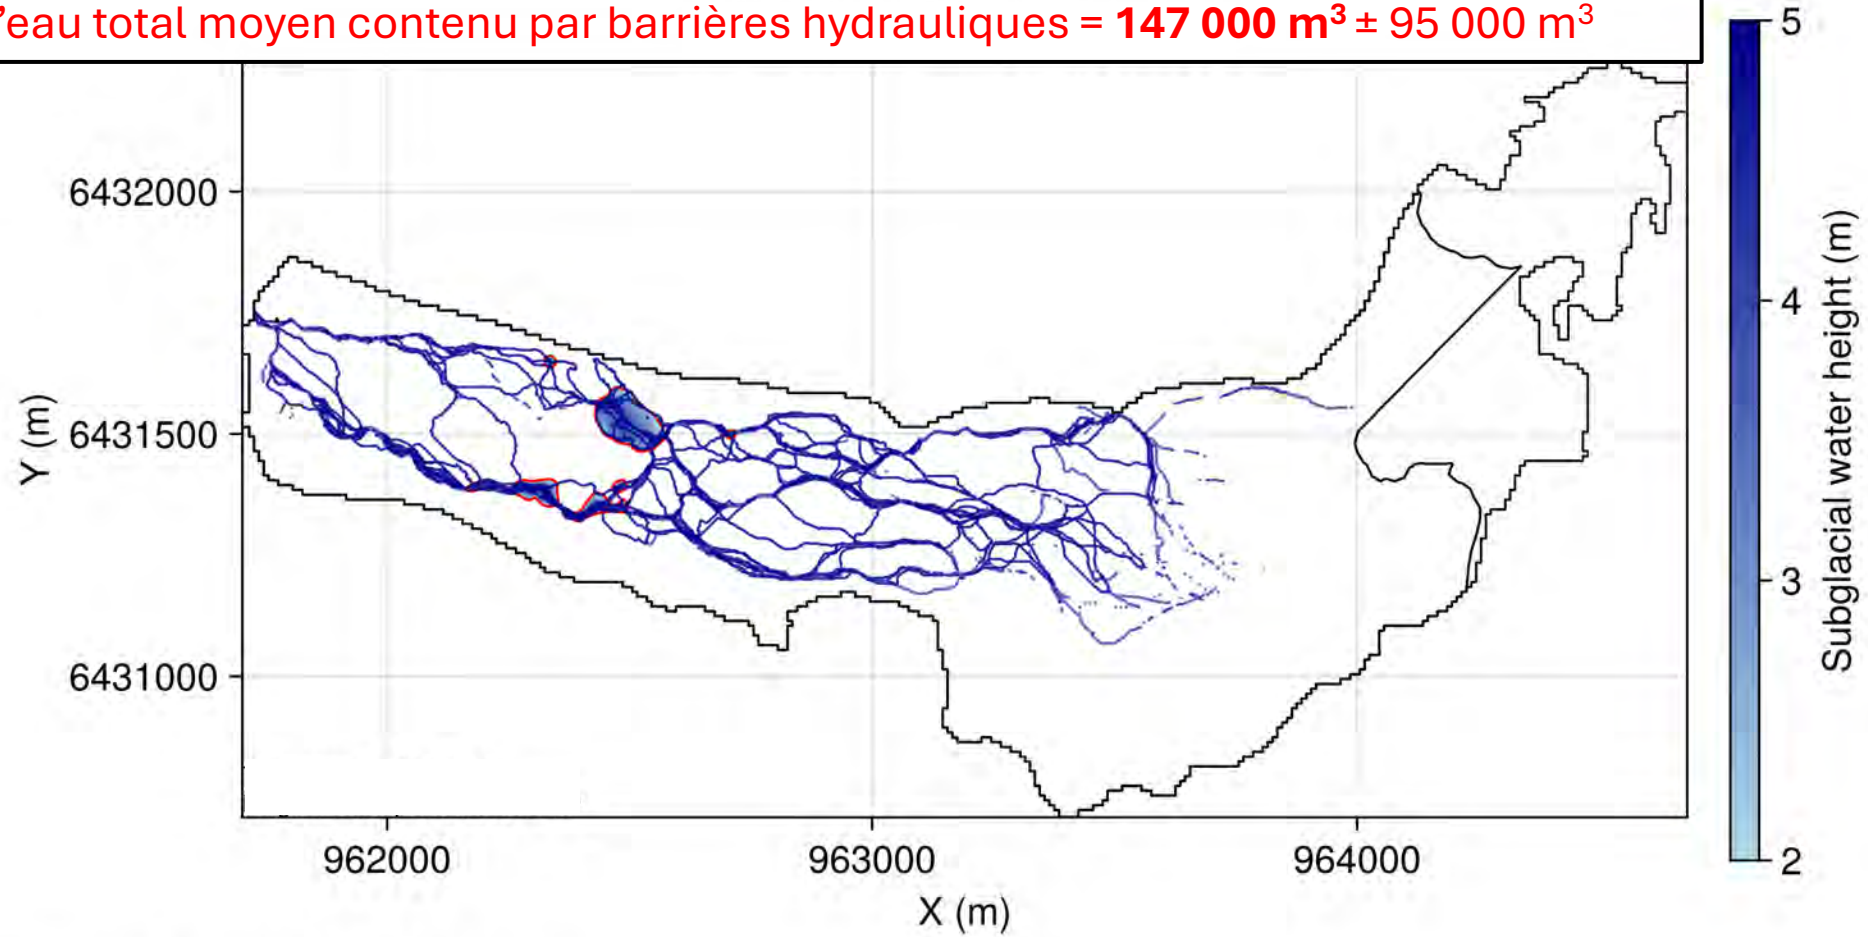 'eau total moyen contenu par barrières hydrauliques = 147 000 m³ ± 95 000 m³
5
6432000
4
Subglacial water height (m)
Y (m)
6431500
3
6431000
2
962000
963000
964000
X (m)